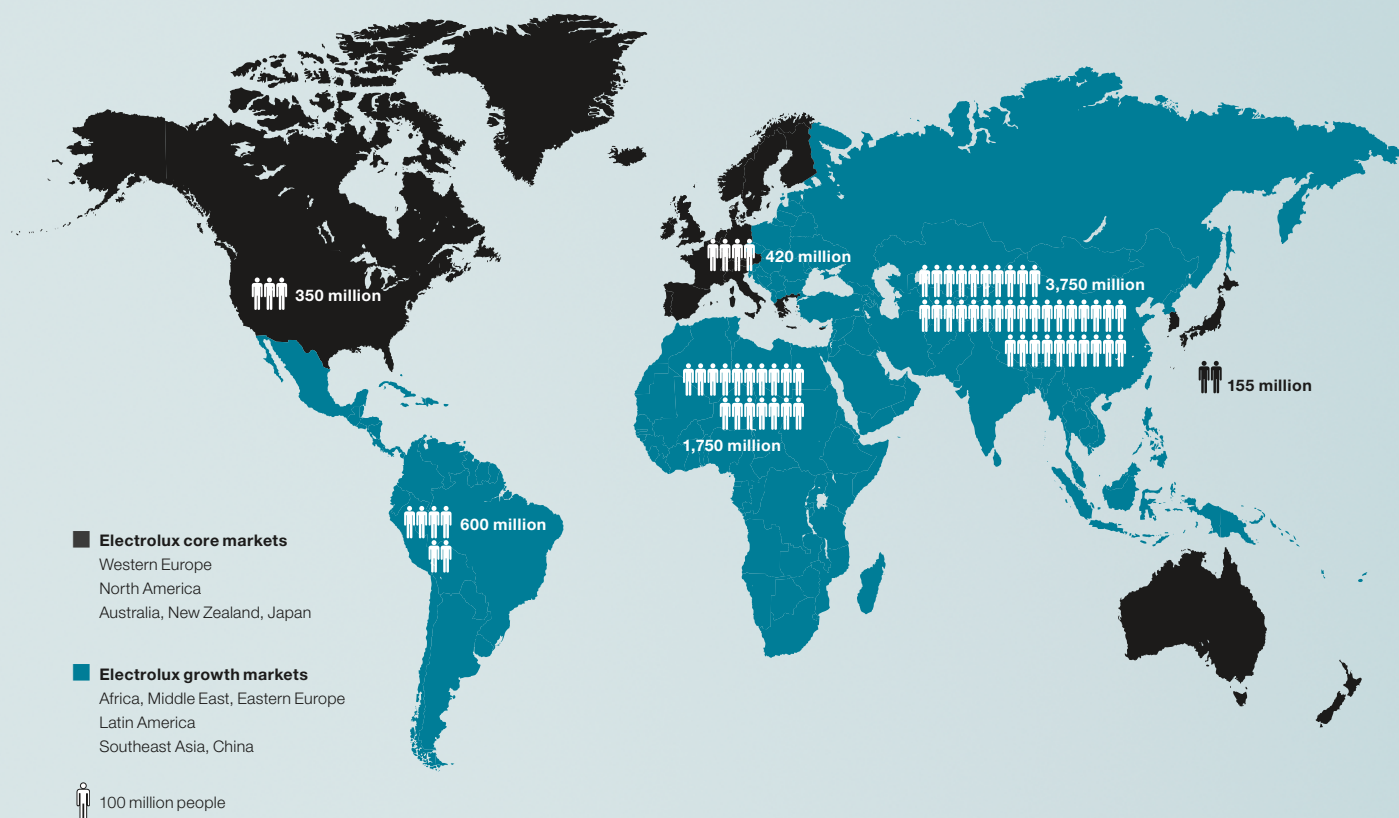 350 million
420 million
3,750 million
155 million
1,750 million
600 million
Electrolux core markets
Western Europe
North America
Australia, New Zealand, Japan
Electrolux growth markets
Africa, Middle East, Eastern Europe
Latin America
Southeast Asia, China
100 million people